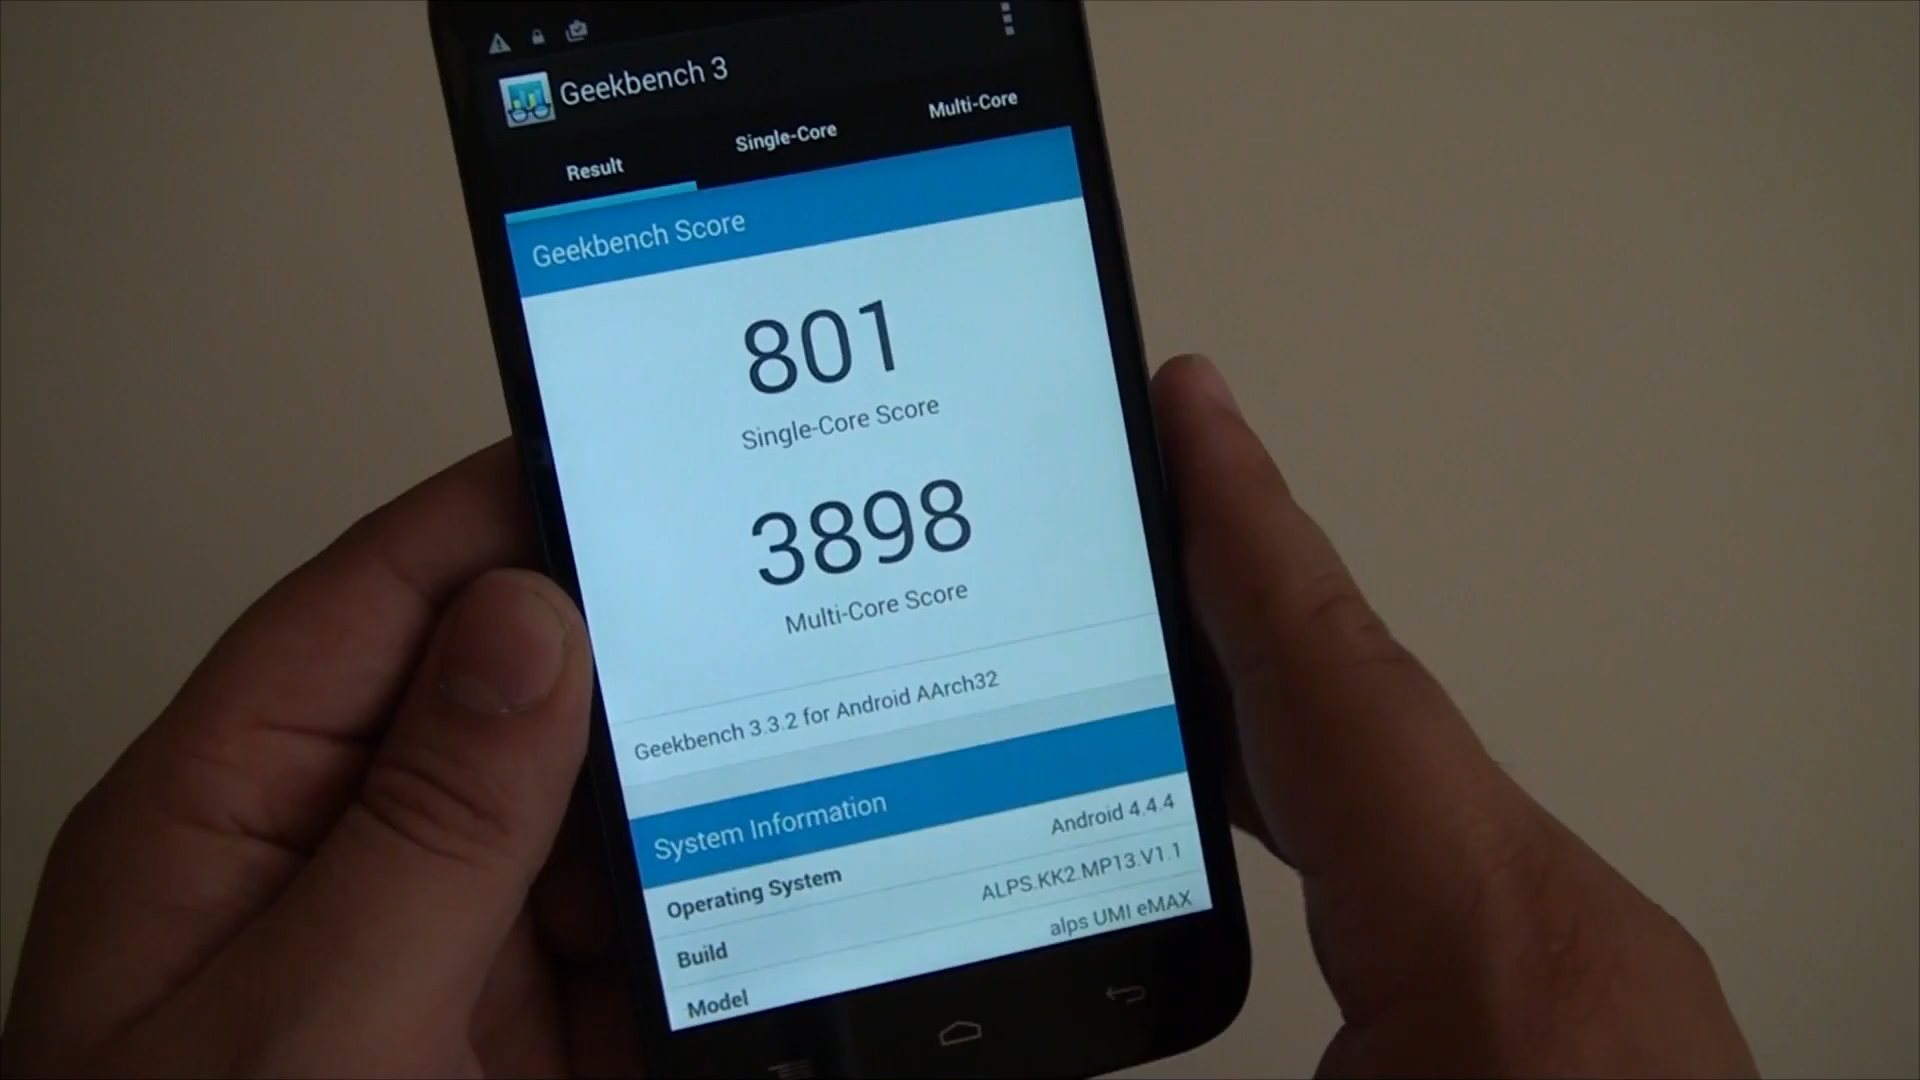 Geekbench 3
Result
Single-Core
Multi-Core
Geekbench Score
801
Single-Core Score
3898
Multi-Core Score
Geekbench 3.3.2 for Android AArch32
System Information
Operating System
Android 4.4.4
Build
ALPS.KK2.MP13.V1.1
Model
alps UMI eMAX